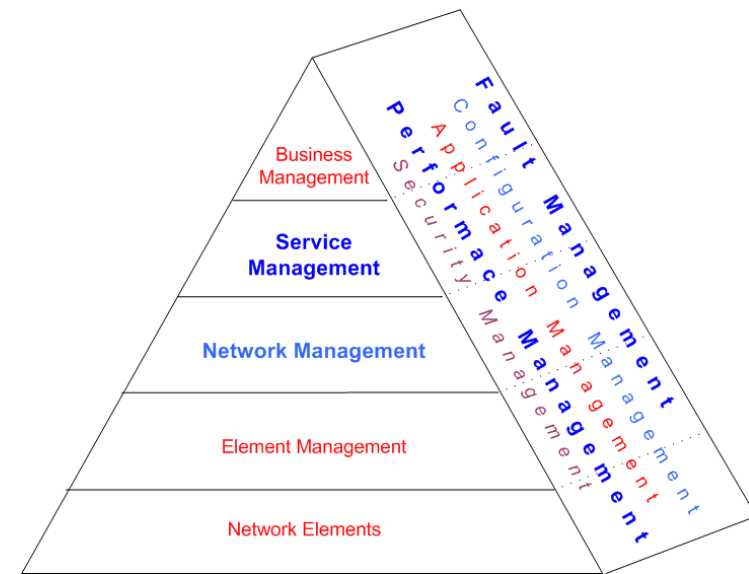 Business
Management
Service
Management
Network Management
Element Management
Network Elements
Fault Management
Configuration Management
Application Management
Performace Management
Security Management